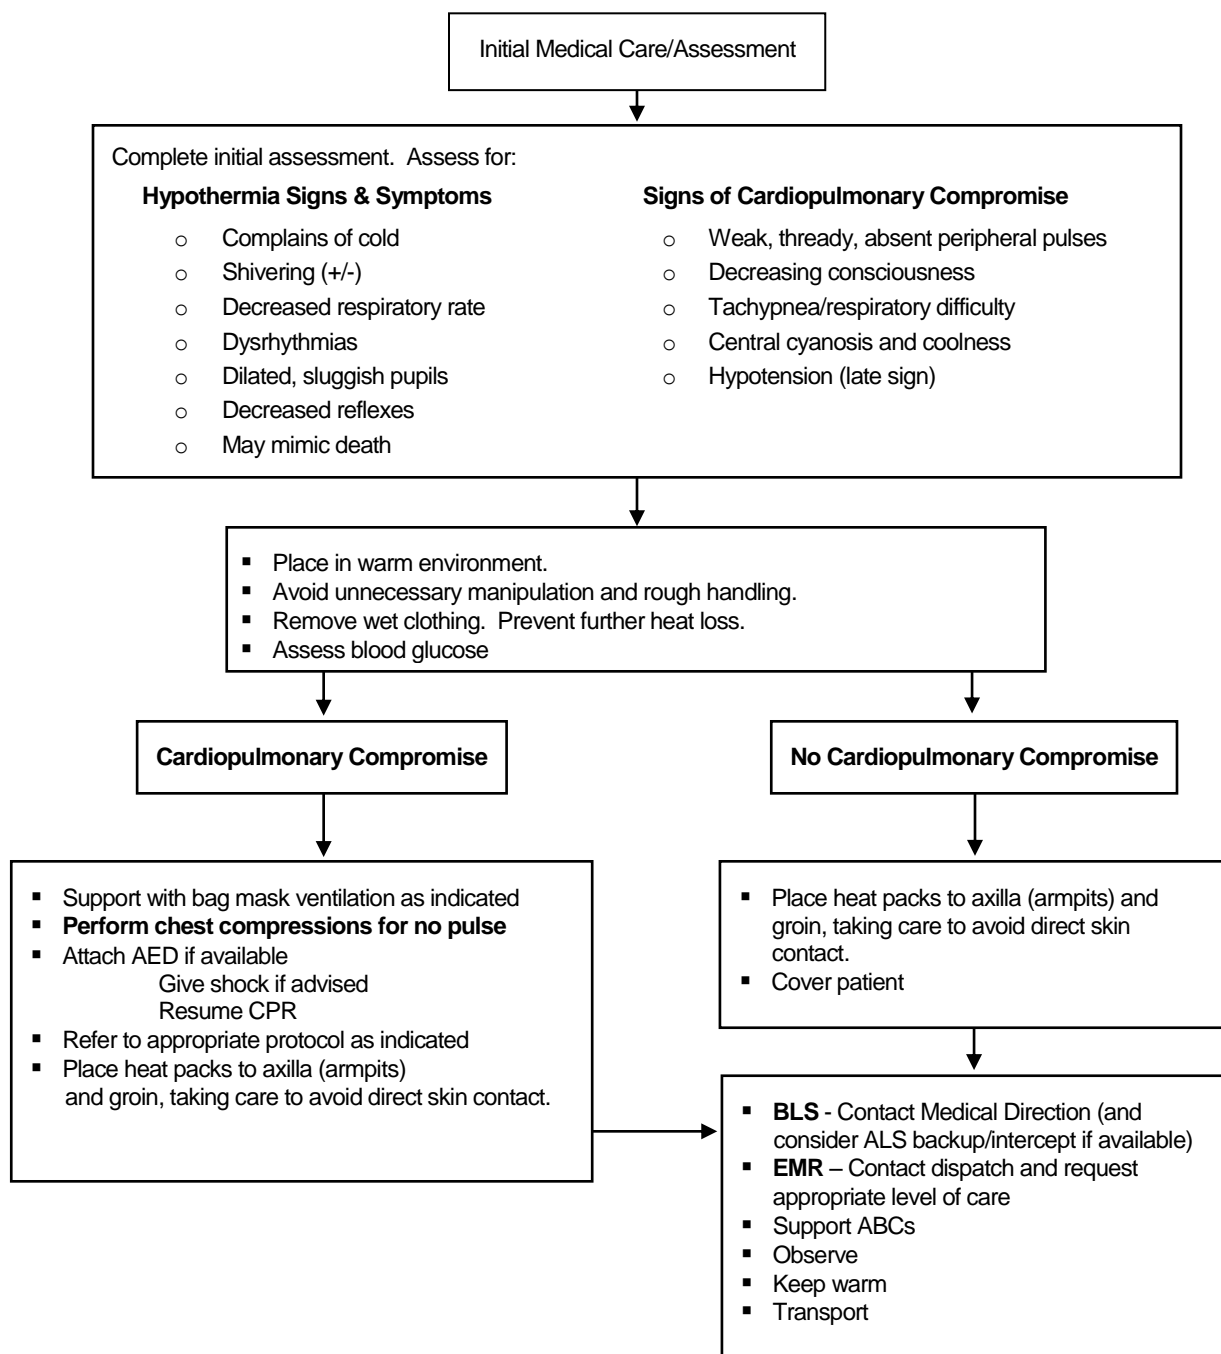 Initial Medical Care/Assessment
Complete initial assessment.  Assess for:
Hypothermia Signs & Symptoms
o Complains of cold
o Shivering (+/-)
o Decreased respiratory rate
o Dysrhythmias
o Dilated, sluggish pupils
o Decreased reflexes
o May mimic death
Signs of Cardiopulmonary Compromise
o Weak, thready, absent peripheral pulses
o Decreasing consciousness
o Tachypnea/respiratory difficulty
o Central cyanosis and coolness
o Hypotension (late sign)
▪ Place in warm environment.
▪ Avoid unnecessary manipulation and rough handling.
▪ Remove wet clothing.  Prevent further heat loss.
▪ Assess blood glucose
Cardiopulmonary Compromise
▪ Support with bag mask ventilation as indicated
▪ Perform chest compressions for no pulse
▪ Attach AED if available
Give shock if advised
Resume CPR
▪ Refer to appropriate protocol as indicated
▪ Place heat packs to axilla (armpits)
and groin, taking care to avoid direct skin contact.
No Cardiopulmonary Compromise
▪ Place heat packs to axilla (armpits) and
groin, taking care to avoid direct skin
contact.
▪ Cover patient
▪ BLS - Contact Medical Direction (and
consider ALS backup/intercept if available)
▪ EMR – Contact dispatch and request
appropriate level of care
▪ Support ABCs
▪ Observe
▪ Keep warm
▪ Transport